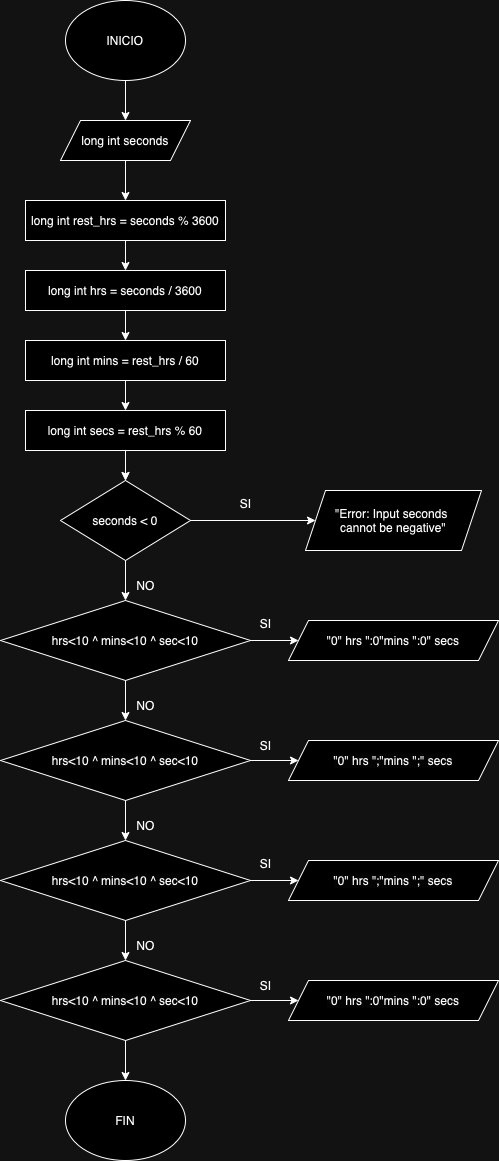 INICIO
long int seconds
long int rest_hrs = seconds % 3600
long int hrs = seconds / 3600
long int mins = rest_hrs / 60
long int secs = rest_hrs % 60
seconds < 0
SI
"Error: Input seconds
cannot be negative"
NO
hrs<10 ^ mins<10 ^ sec<10
SI
"0" hrs ":0"mins ":0" secs
NO
hrs<10 ^ mins<10 ^ sec<10
SI
"0" hrs ";"mins ";" secs
NO
hrs<10 ^ mins<10 ^ sec<10
SI
"0" hrs ";"mins ";" secs
NO
hrs<10 ^ mins<10 ^ sec<10
SI
"0" hrs ":0"mins ":0" secs
FIN